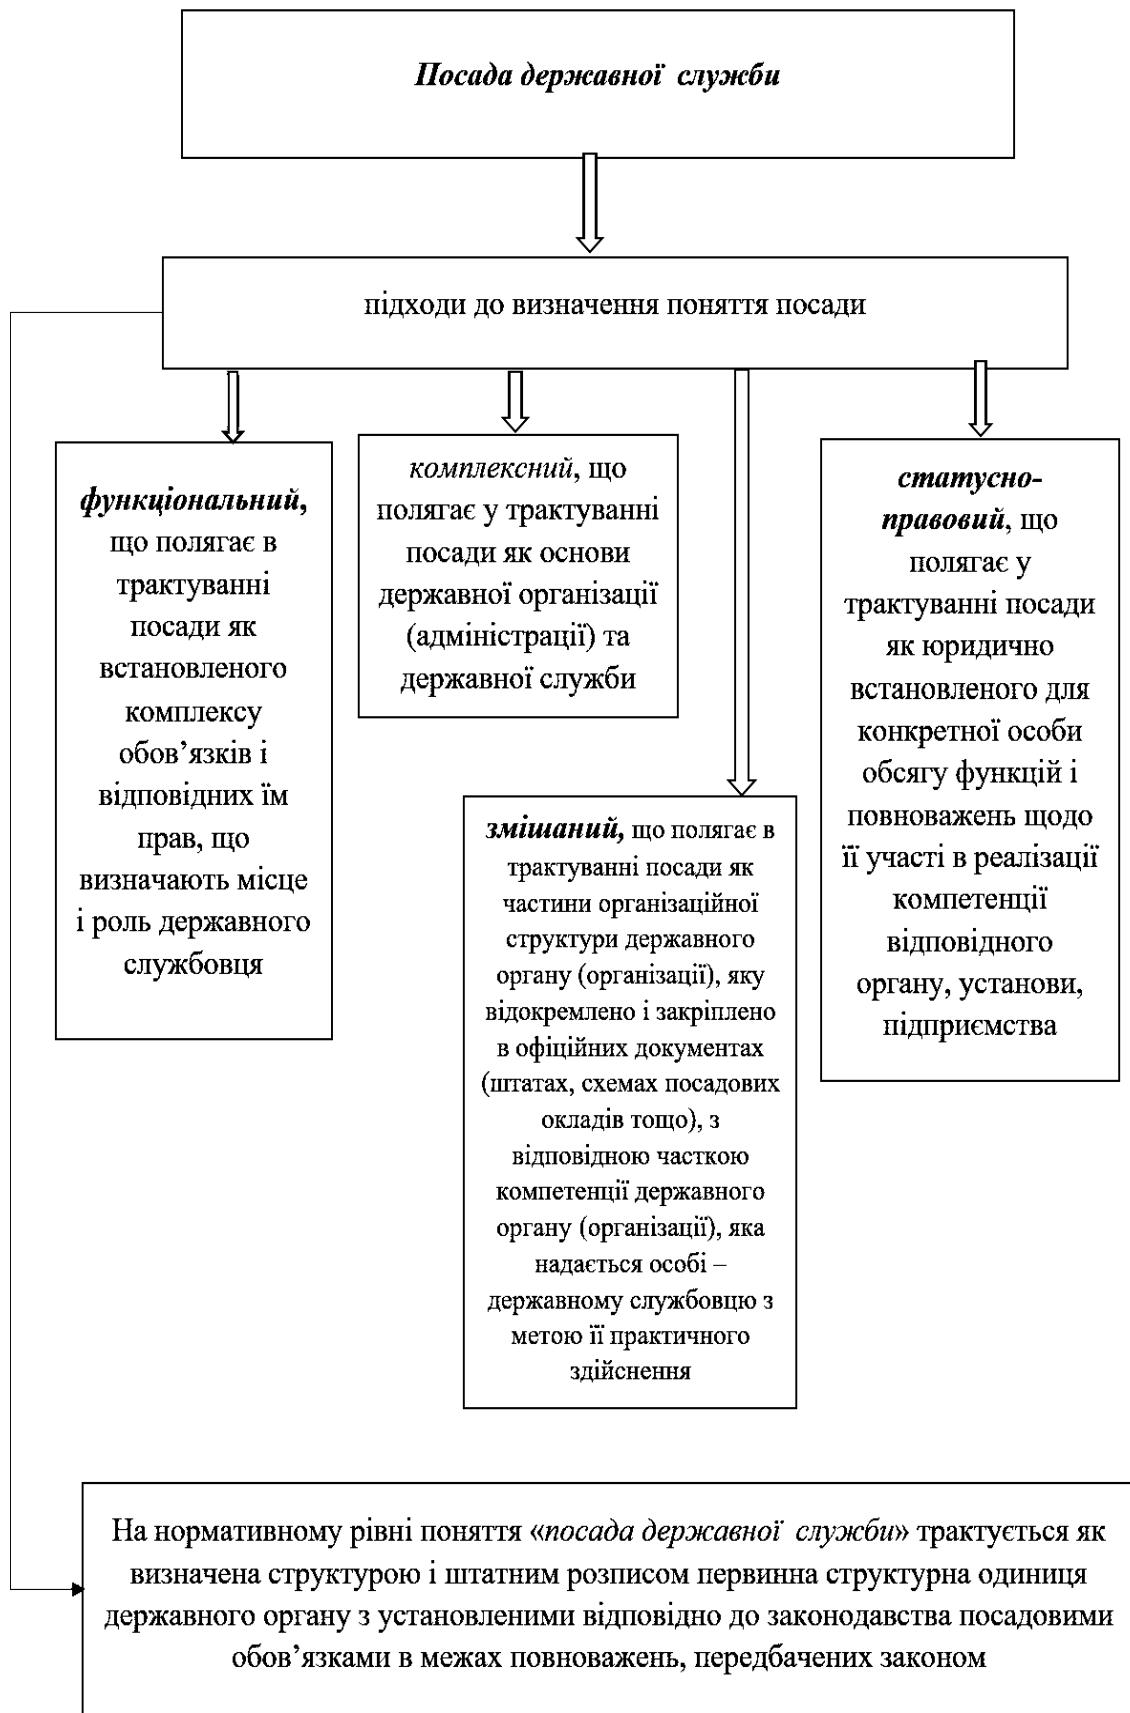 Посада державної служби
підходи до визначення поняття посади
функціональний,
що полягає в
трактуванні
посади як
встановленого
комплексу
обов’язків і
відповідних їм
прав, що
визначають місце
і роль державного
службовця
комплексний, що
полягає у трактуванні
посади як основи
державної організації
(адміністрації) та
державної служби
змішаний, що полягає в
трактуванні посади як
частини організаційної
структури державного
органу (організації), яку
відокремлено і закріплено
в офіційних документах
(штатах, схемах посадових
окладів тощо), з
відповідною часткою
компетенції державного
органу (організації), яка
надається особі –
державному службовцю з
метою її практичного
здійснення
статусно-
правовий, що
полягає у
трактуванні посади
як юридично
встановленого для
конкретної особи
обсягу функцій і
повноважень щодо
її участі в реалізації
компетенції
відповідного
органу, установи,
підприємства
На нормативному рівні поняття «посада державної служби» трактується як
визначена структурою і штатним розписом первинна структурна одиниця
державного органу з установленими відповідно до законодавства посадовими
обов’язками в межах повноважень, передбачених законом